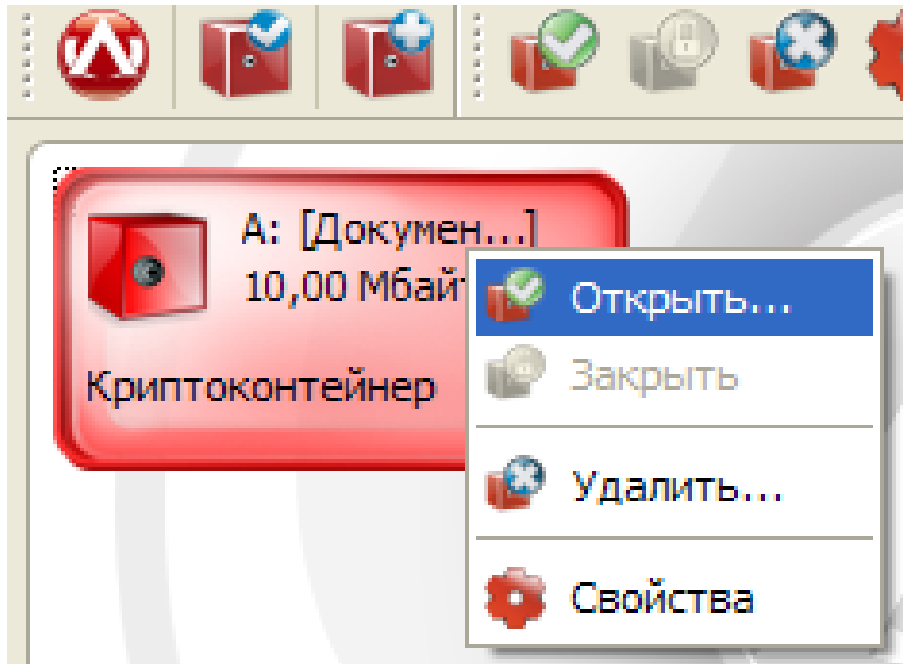 А: [Докумен...]
10,00 Мбай
Криптоконтейнер
Открыть...
Закрыть
Удалить...
Свойства